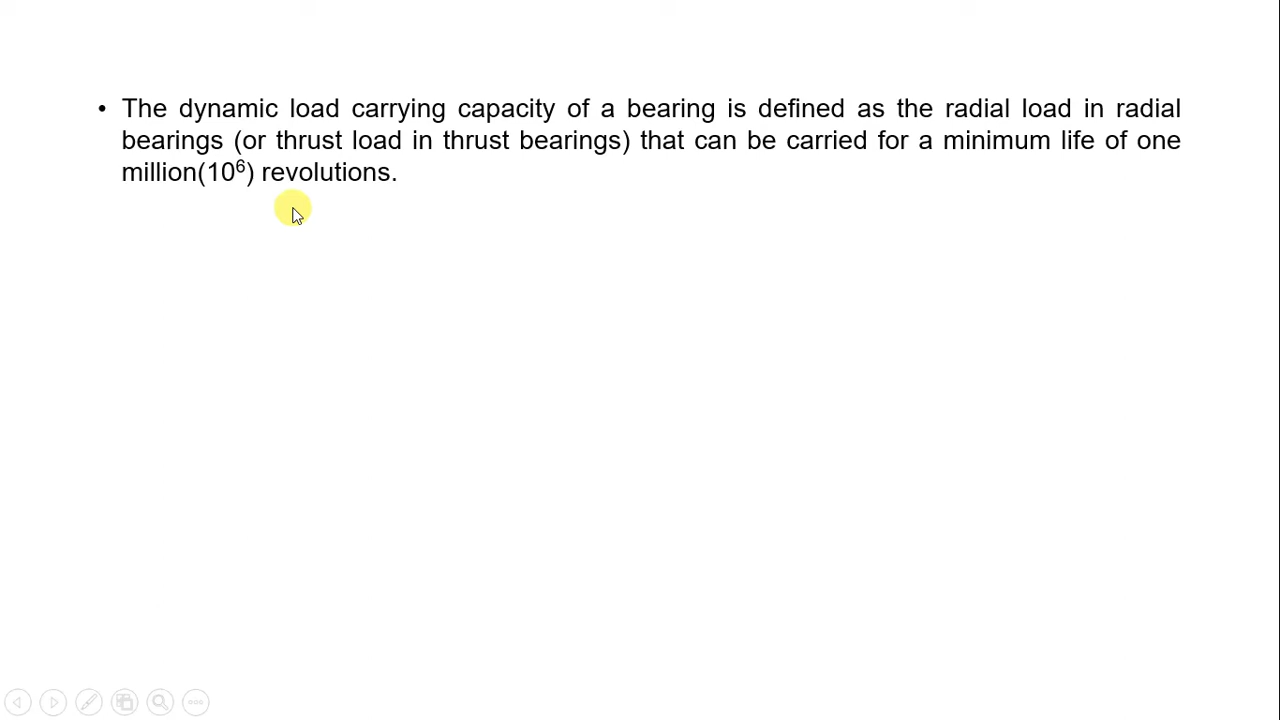 • The dynamic load carrying capacity of a bearing is defined as the radial load in radial
bearings (or thrust load in thrust bearings) that can be carried for a minimum life of one
million(10⁶) revolutions.